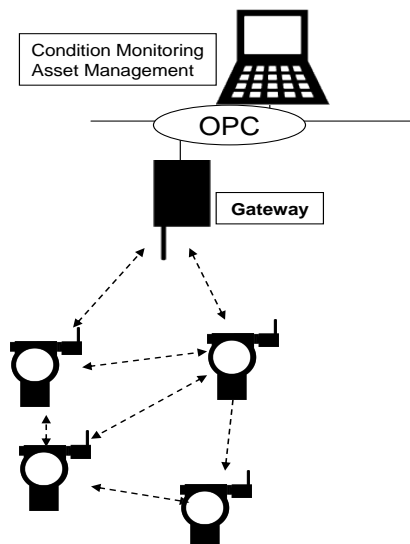 Condition Monitoring
Asset Management
OPC
Gateway